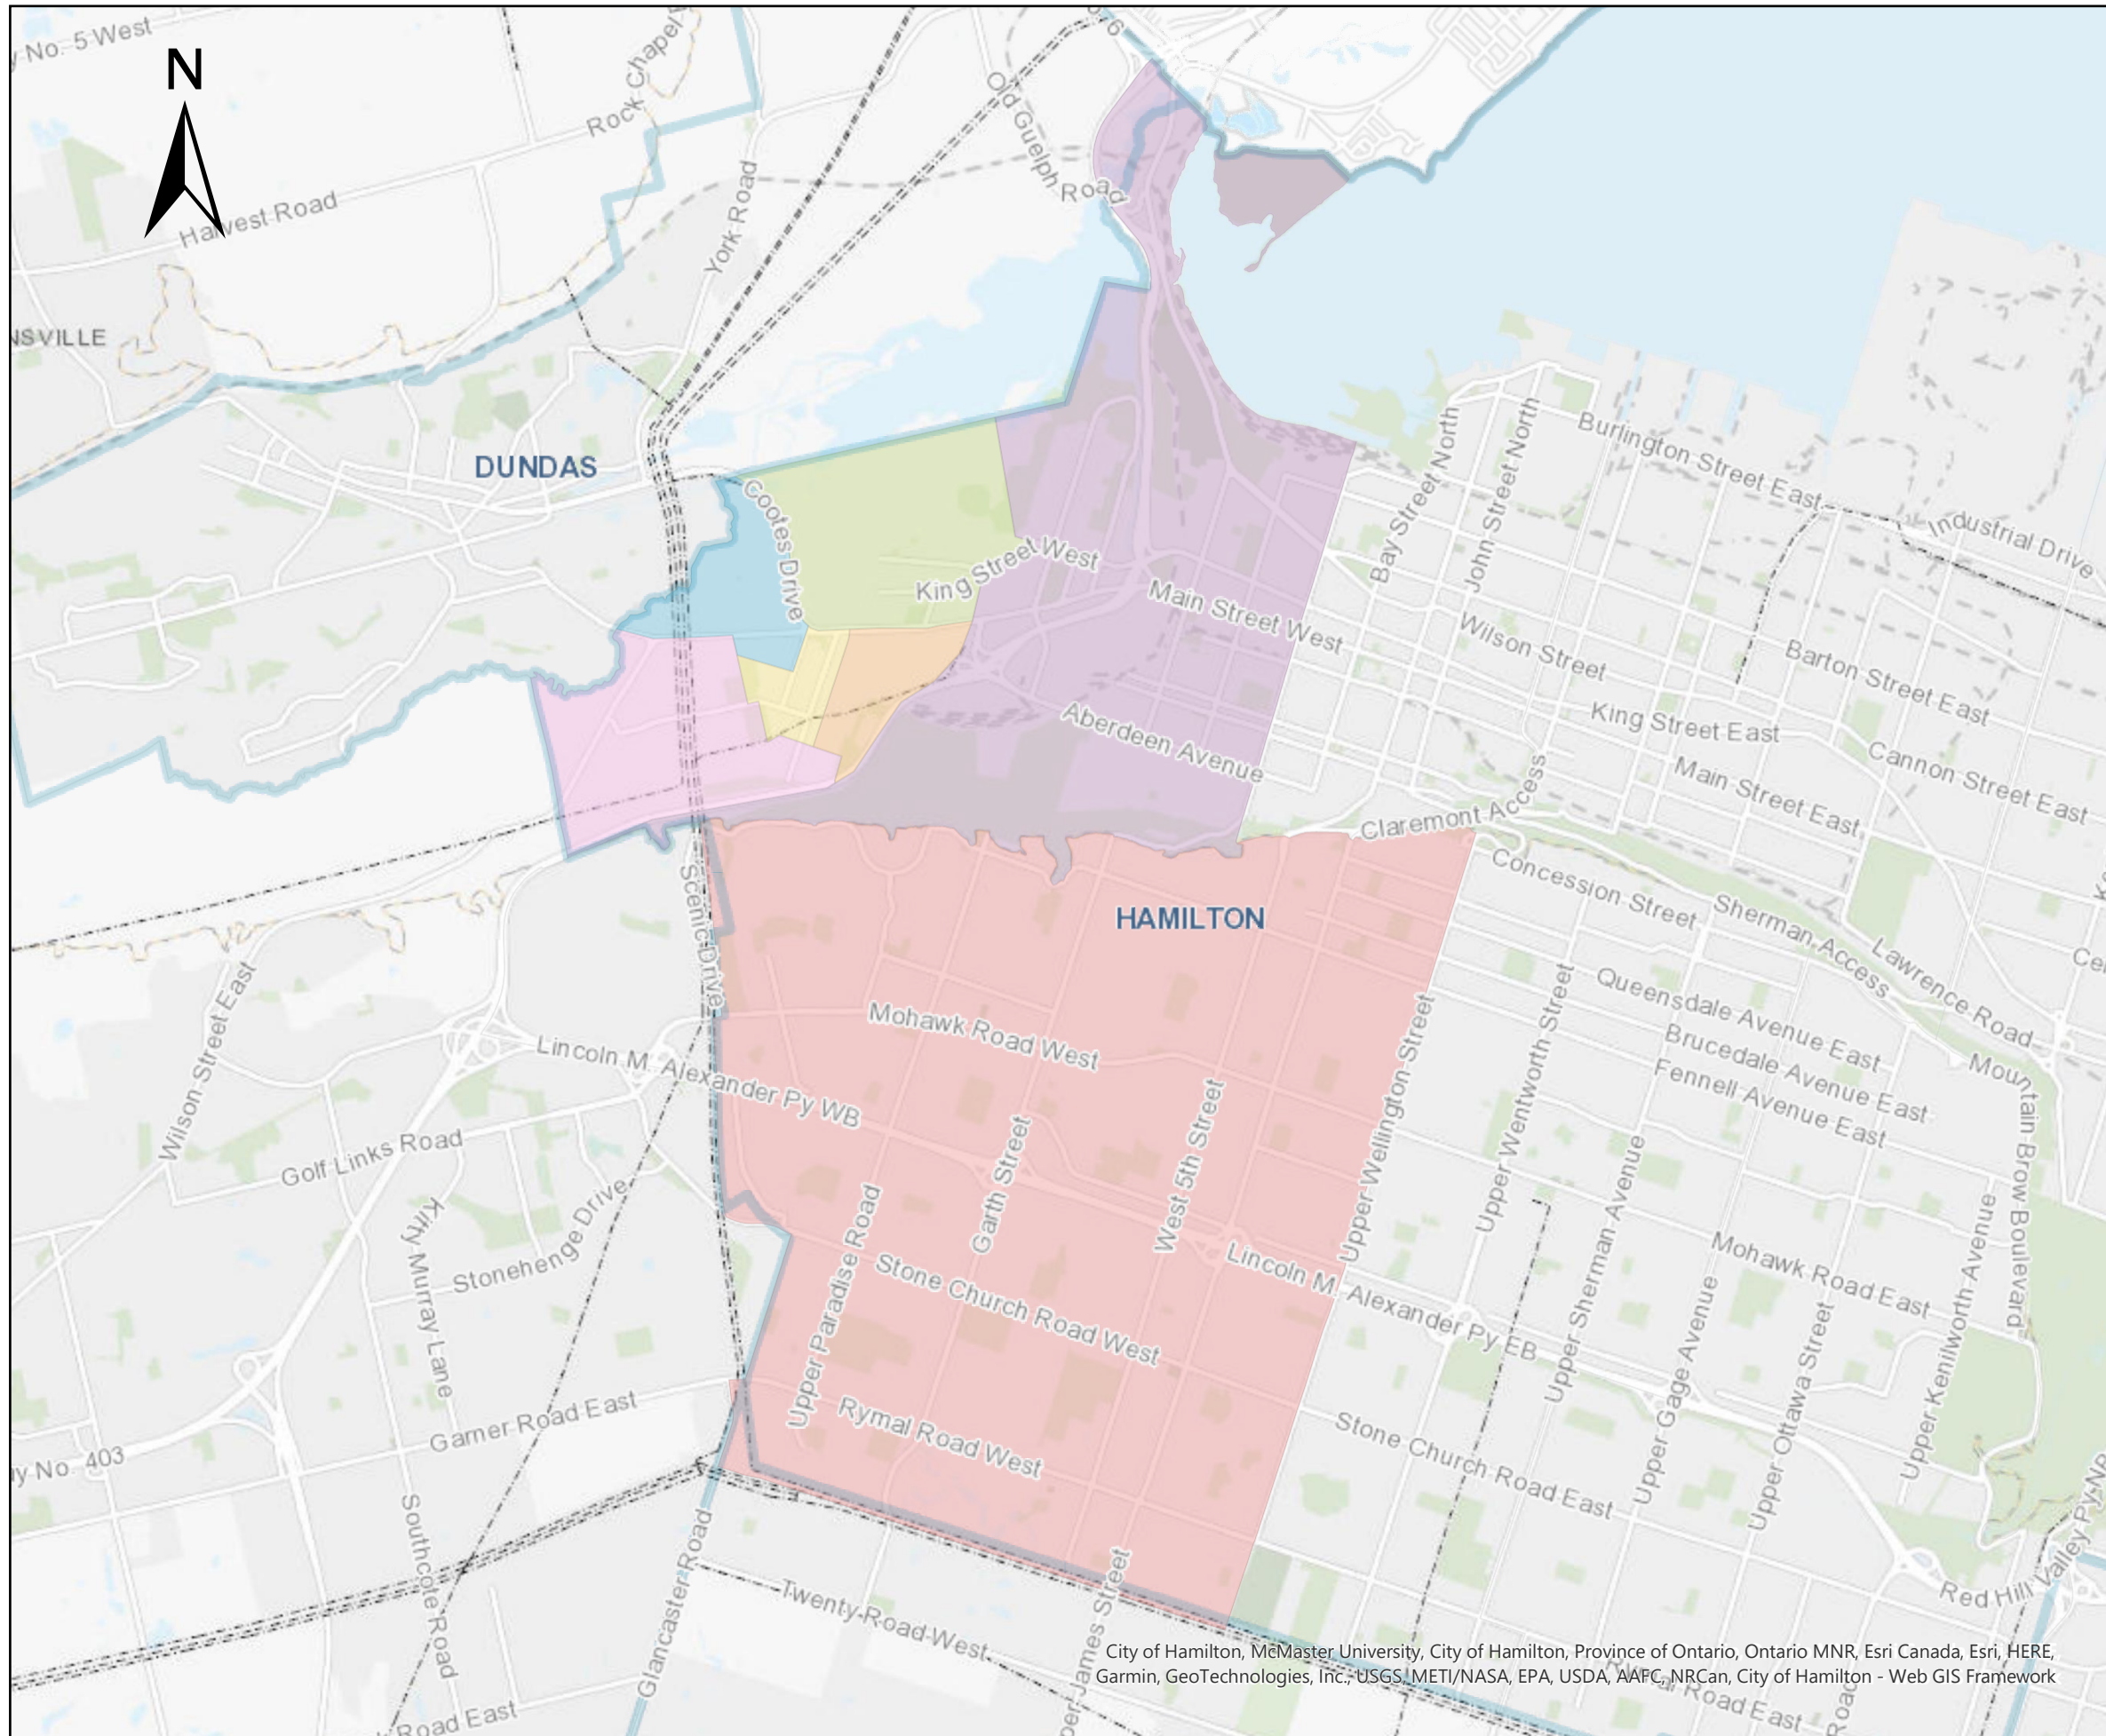 y No. 5 West
N
Rock Chapel
6
Old Guelph Road
Harvest Road
York Road
NSVILLE
DUNDAS
Cootes Drive
King Street West
Main Street West
Aberdeen Avenue
Bay Street North
John Street North
Burlington Street East
Industrial Drive
Wilson Street
Barton Street East
King Street East
Cannon Street East
Main Street East
Claremont Access
Concession Street
Sherman Access
Lawrence Road
HAMILTON
Scenic Drive
Wilson Street East
Mohawk Road West
Lincoln M. Alexander Py WB
Golf Links Road
Kitty Murray Lane
Stonehenge Drive
Upper Paradise Road
Garth Street
West 5th Street
Upper Wellington Street
Upper Wentworth Street
Queensdale Avenue East
Brucedale Avenue East
Fennell Avenue East
Mountain Brow Boulevard
Upper Sherman Avenue
Mohawk Road East
Upper Kenilworth Avenue
Lincoln M. Alexander Py EB
Stone Church Road West
Upper Gage Avenue
Upper Ottawa Street
Garner Road East
Rymal Road West
Stone Church Road East
y No. 403
Southcote Road
Glancaster Road
Twenty Road West
per James Street
Red Hill Valley Py NB
Road East
Rymal Road East
Road
City of Hamilton, McMaster University, City of Hamilton, Province of Ontario, Ontario MNR, Esri Canada, Esri, HERE,
Garmin, GeoTechnologies, Inc., USGS, METI/NASA, EPA, USDA, AAFC, NRCan, City of Hamilton - Web GIS Framework